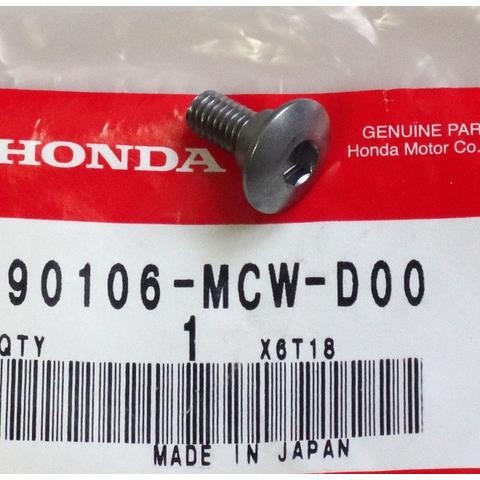 HONDA
GENUINE PAR
Honda Motor Co.
90106-MCW-D00
QTY 1 X6T18
MADE IN JAPAN